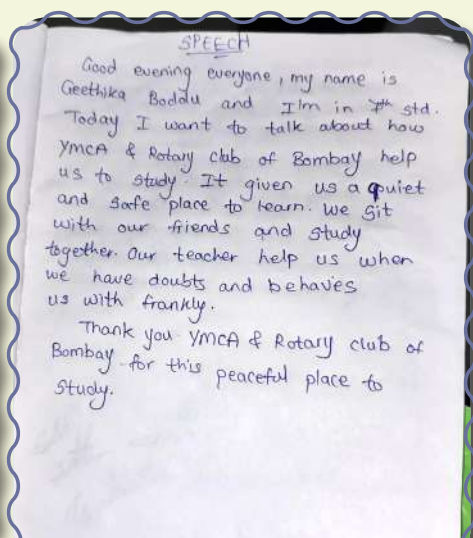 SPEECH
Good evening everyone, my name is
Geethika Boddu and I'm in 7th std.
Today I want to talk about how
YMCA & Rotary club of Bombay help
us to study. It given us a quiet
and safe place to learn. we sit
with our friends and study
together. Our teacher help us when
we have doubts and behaves
us with frankly.
Thank you YMCA & Rotary club of
Bombay for this peaceful place to
study.